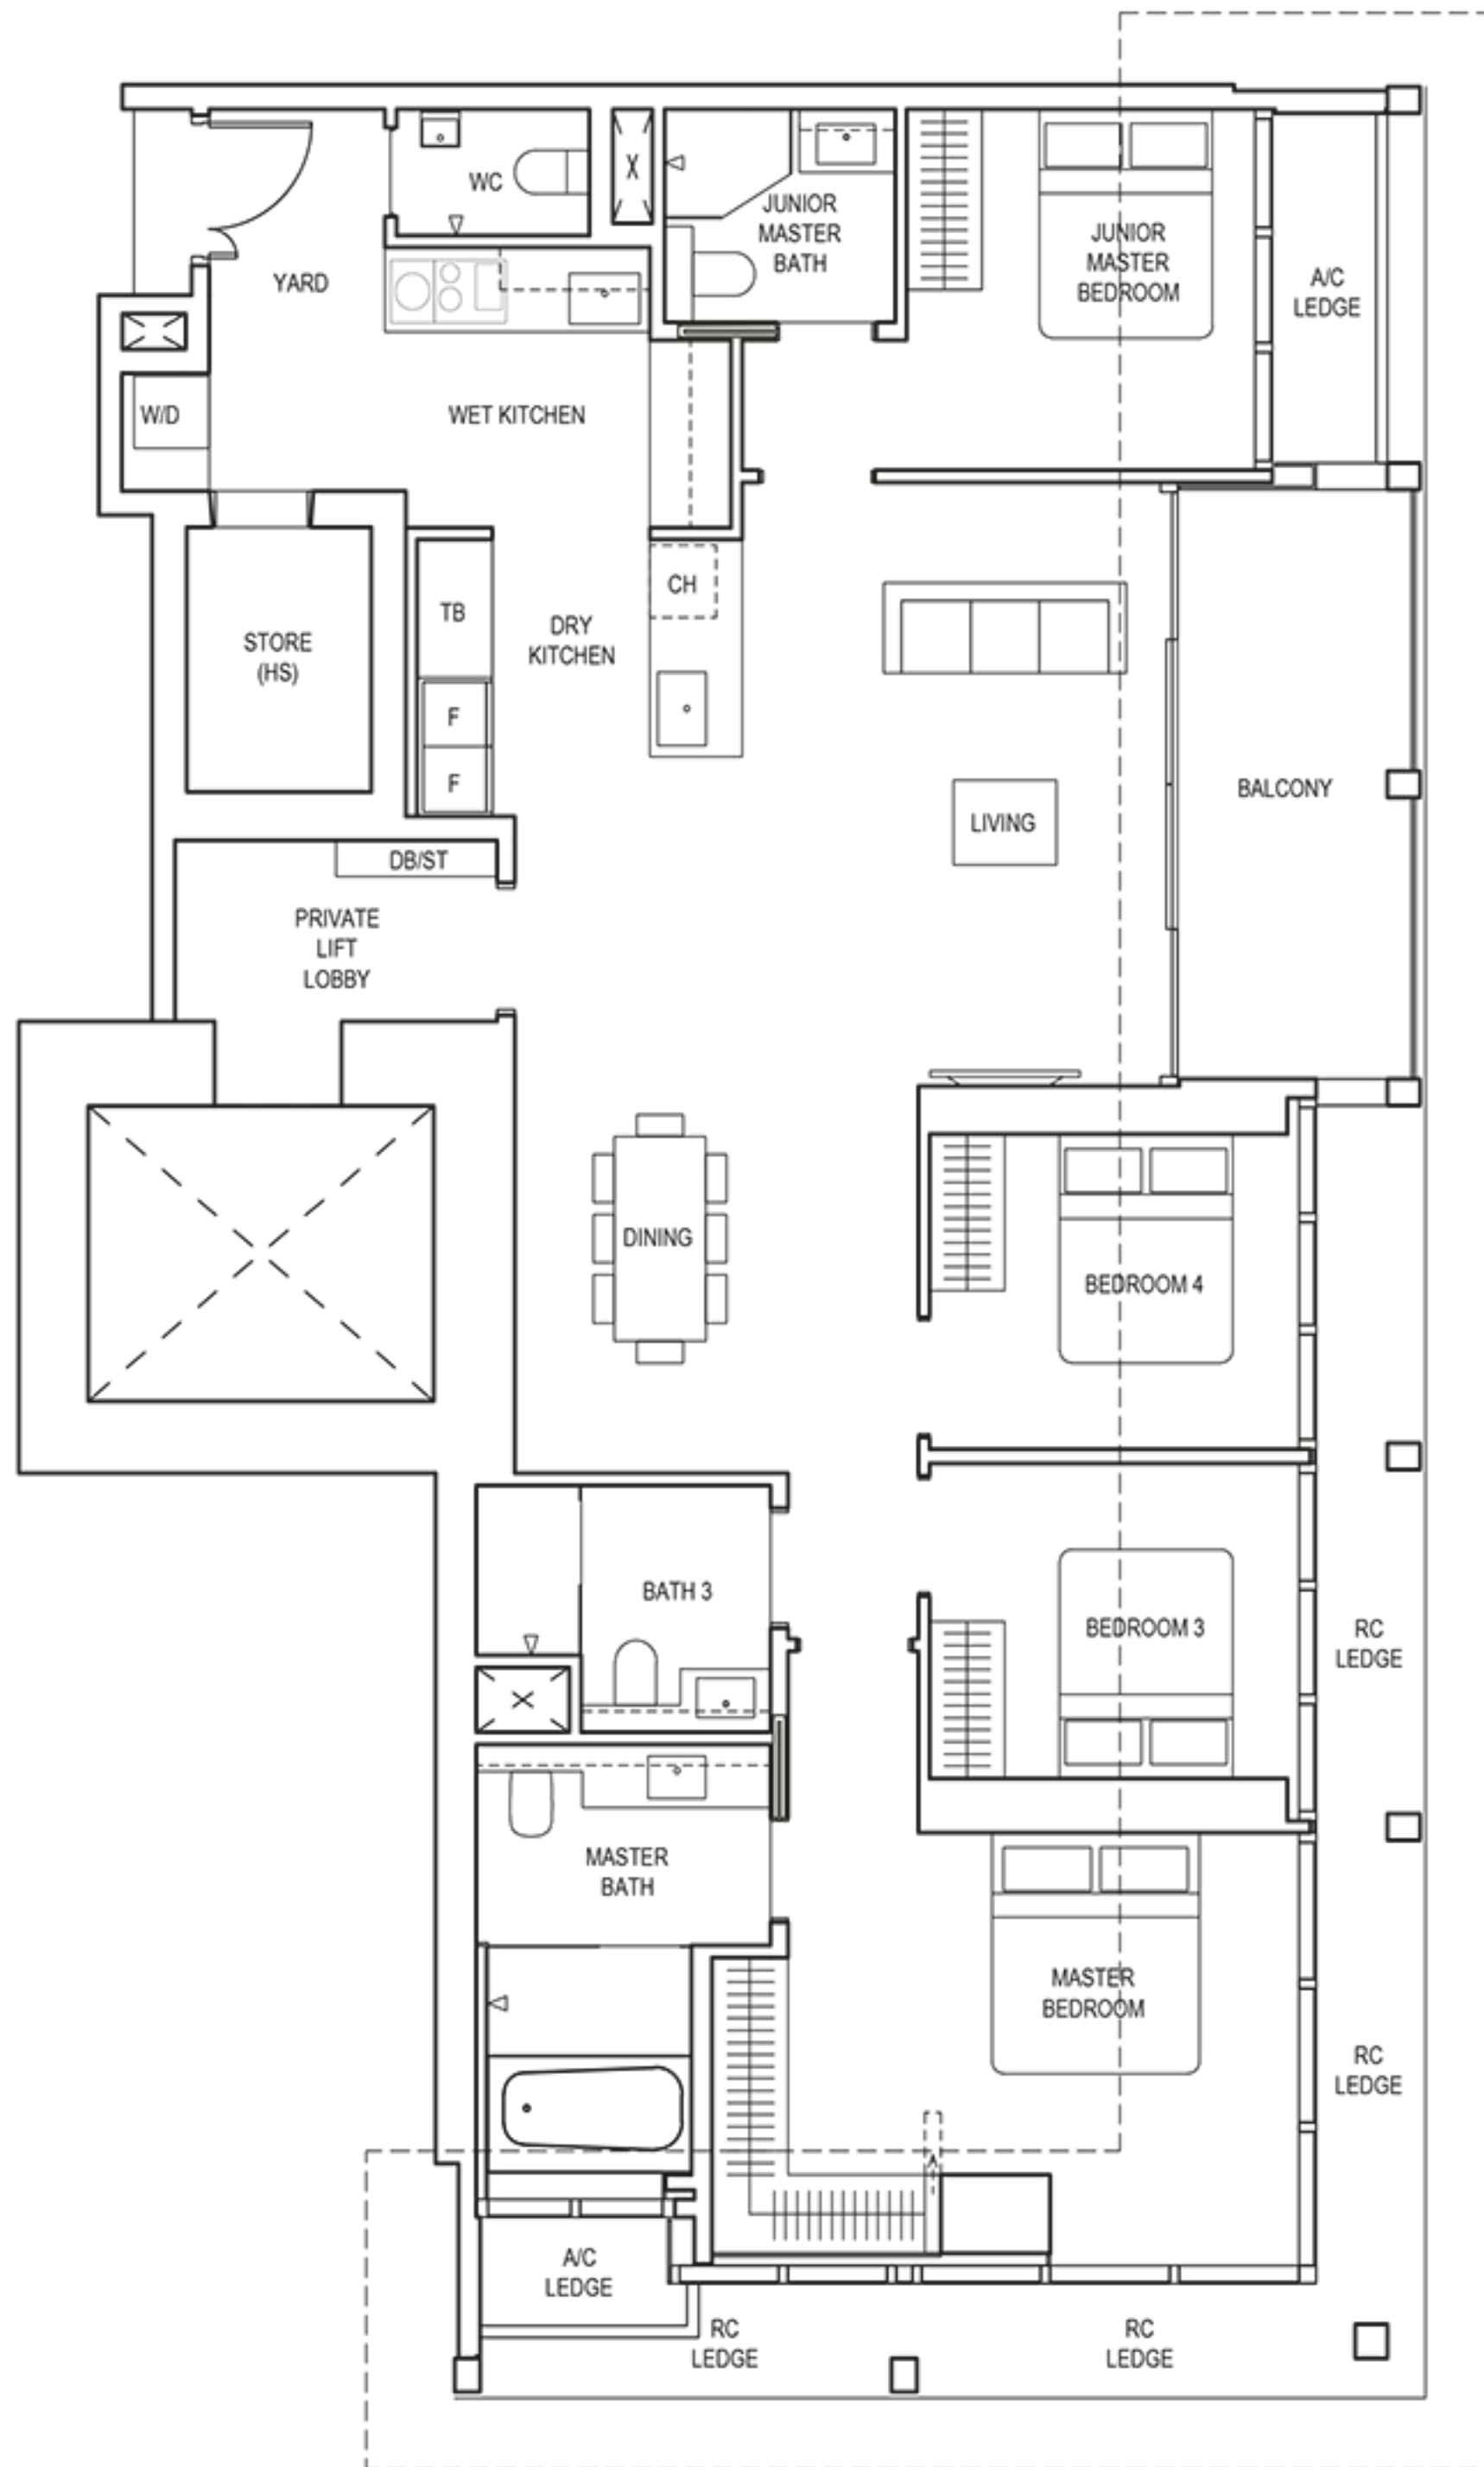 WC
JUNIOR
MASTER
BATH
JUNIOR
MASTER
BEDROOM
A/C
LEDGE
YARD
W/D
WET KITCHEN
STORE
(HS)
TB
F
F
DRY
KITCHEN
CH
LIVING
BALCONY
DB/ST
PRIVATE
LIFT
LOBBY
DINING
BEDROOM 4
BATH 3
BEDROOM 3
RC
LEDGE
MASTER
BATH
MASTER
BEDROOM
RC
LEDGE
A/C
LEDGE
RC
LEDGE
RC
LEDGE